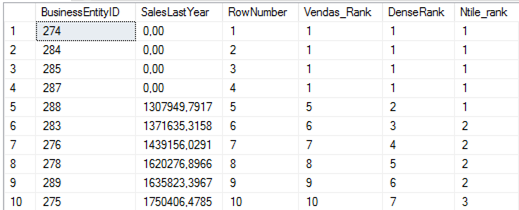 BusinessEntityID SalesLastYear RowNumber Vendas_Rank DenseRank Ntile_rank
1 274 0,00 1 1 1 1
2 284 0,00 2 1 1 1
3 285 0,00 3 1 1 1
4 287 0,00 4 1 1 1
5 288 1307949,7917 5 5 2 1
6 283 1371635,3158 6 6 3 2
7 276 1439156,0291 7 7 4 2
8 278 1620276,8966 8 8 5 2
9 289 1635823,3967 9 9 6 2
10 275 1750406,4785 10 10 7 3